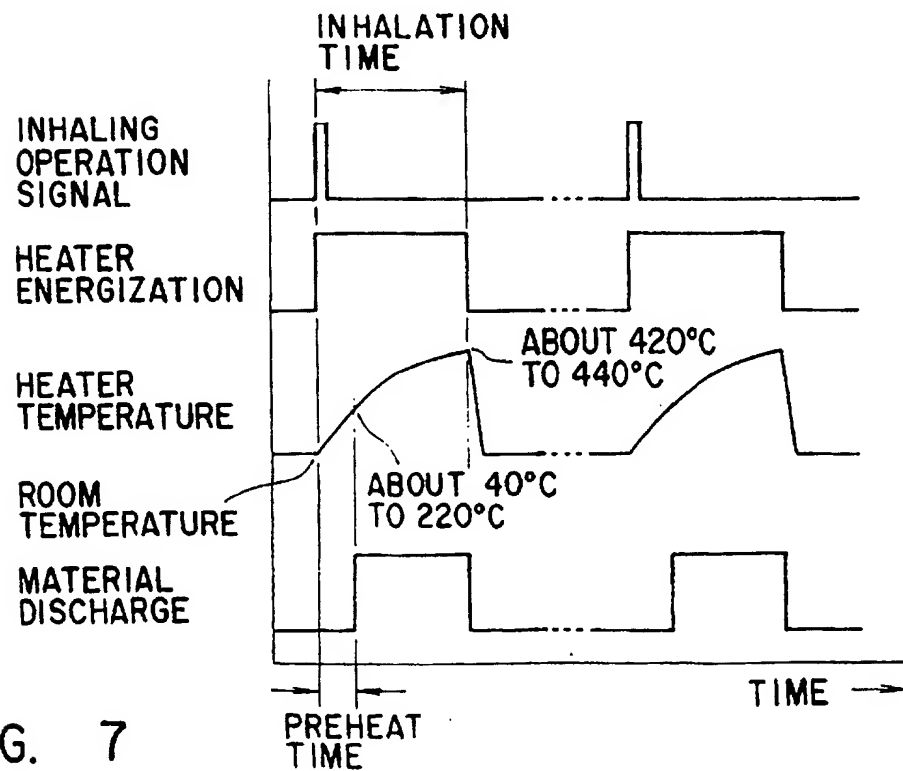 INHALATION
TIME
INHALING
OPERATION
SIGNAL
HEATER
ENERGIZATION
ABOUT 420°C
TO 440°C
HEATER
TEMPERATURE
ROOM
TEMPERATURE
ABOUT 40°C
TO 220°C
MATERIAL
DISCHARGE
TIME
PREHEAT
TIME
G. 7